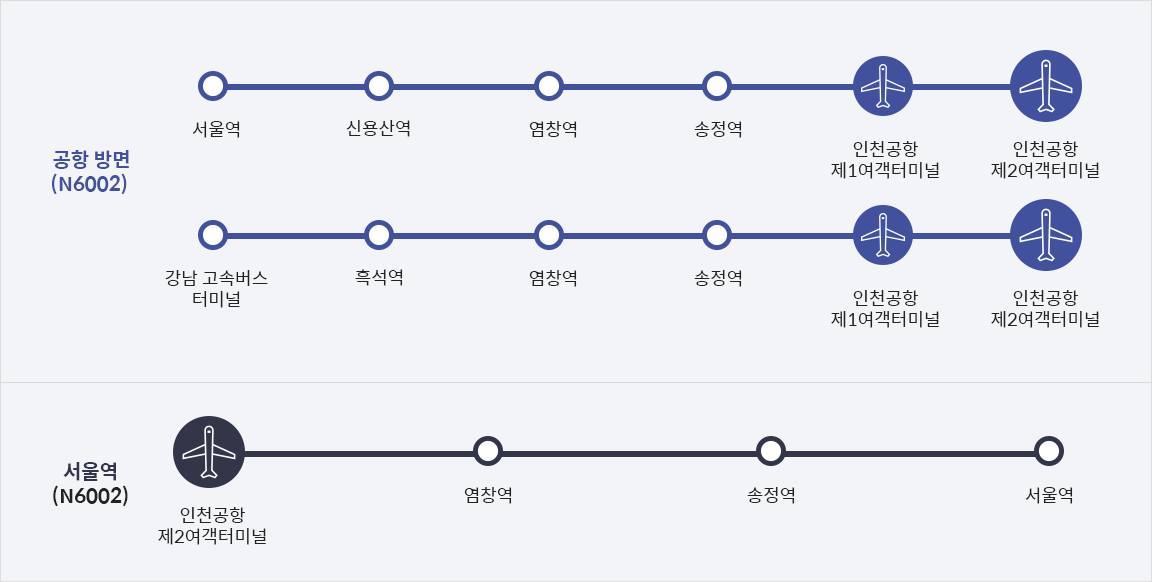 공항 방면
(N6002)
서울역
신용산역
염창역
송정역
인천공항
제1여객터미널
인천공항
제2여객터미널
강남 고속버스
터미널
흑석역
염창역
송정역
인천공항
제1여객터미널
인천공항
제2여객터미널
서울역
(N6002)
인천공항
제2여객터미널
염창역
송정역
서울역